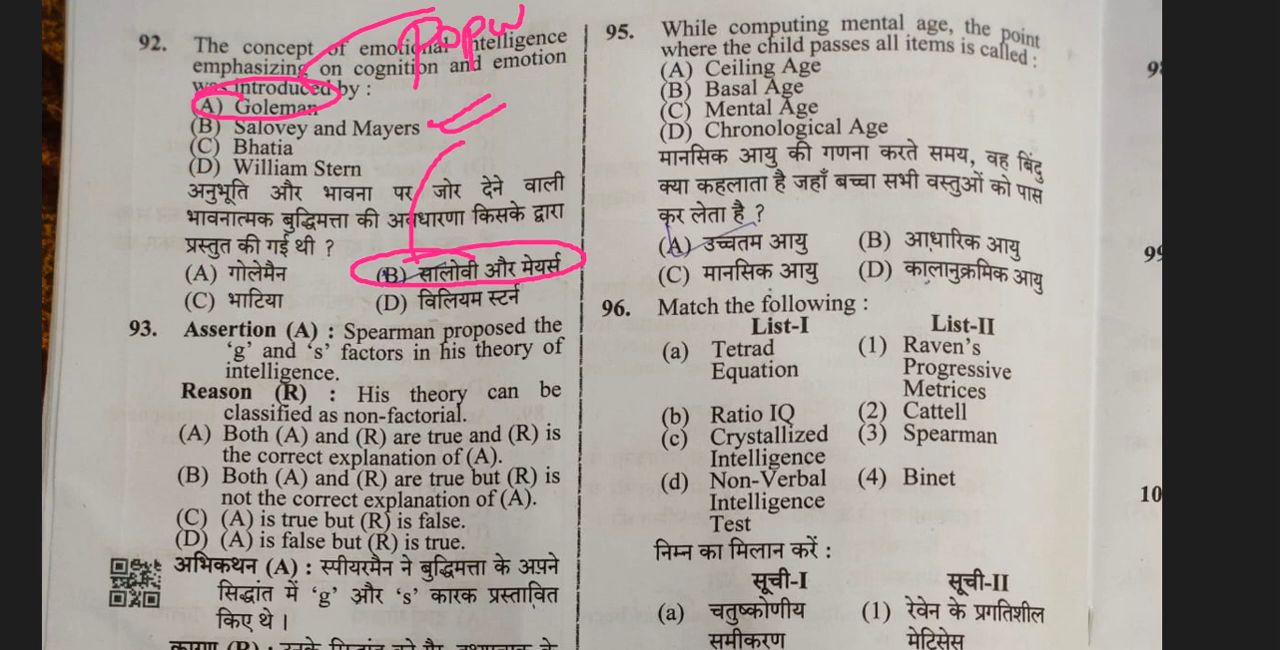 92. The concept of emotional intelligence
emphasizing on cognition and emotion
was introduced by :
(A) Goleman
(B) Salovey and Mayers
(C) Bhatia
(D) William Stern
अनुभूति और भावना पर जोर देने वाली
भावनात्मक बुद्धिमत्ता की अवधारणा किसके द्वारा
प्रस्तुत की गई थी ?
(A) गोलेमैन (B) सालोवी और मेयर्स
(C) भाटिया (D) विलियम स्टर्न
93. Assertion (A) : Spearman proposed the
'g' and 's' factors in his theory of
intelligence.
Reason (R) : His theory can be
classified as non-factorial.
(A) Both (A) and (R) are true and (R) is
the correct explanation of (A).
(B) Both (A) and (R) are true but (R) is
not the correct explanation of (A).
(C) (A) is true but (R) is false.
(D) (A) is false but (R) is true.
अभिकथन (A) : स्पीयरमैन ने बुद्धिमत्ता के अपने
सिद्धांत में 'g' और 's' कारक प्रस्तावित
किए थे ।
कारण (R) : उनके सिद्धांत को
95. While computing mental age, the point
where the child passes all items is called :
(A) Ceiling Age
(B) Basal Age
(C) Mental Age
(D) Chronological Age
मानसिक आयु की गणना करते समय, वह बिंदु
क्या कहलाता है जहाँ बच्चा सभी वस्तुओं को पास
कर लेता है ?
(A) उच्चतम आयु (B) आधारिक आयु
(C) मानसिक आयु (D) कालानुक्रमिक आयु
96. Match the following :
List-I List-II
(a) Tetrad (1) Raven's
Equation Progressive
Metrices
(b) Ratio IQ (2) Cattell
(c) Crystallized (3) Spearman
Intelligence
(d) Non-Verbal (4) Binet
Intelligence
Test
निम्न का मिलान करें :
सूची-I सूची-II
(a) चतुष्कोणीय (1) रेवेन के प्रगतिशील
समीकरण मेट्रिसेस
99
10